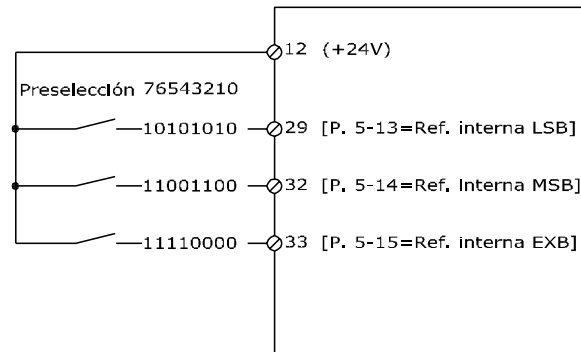 12 (+24V)
Preselección 76543210
10101010 29 [P. 5-13=Ref. interna LSB]
11001100 32 [P. 5-14=Ref. Interna MSB]
11110000 33 [P. 5-15=Ref. interna EXB]